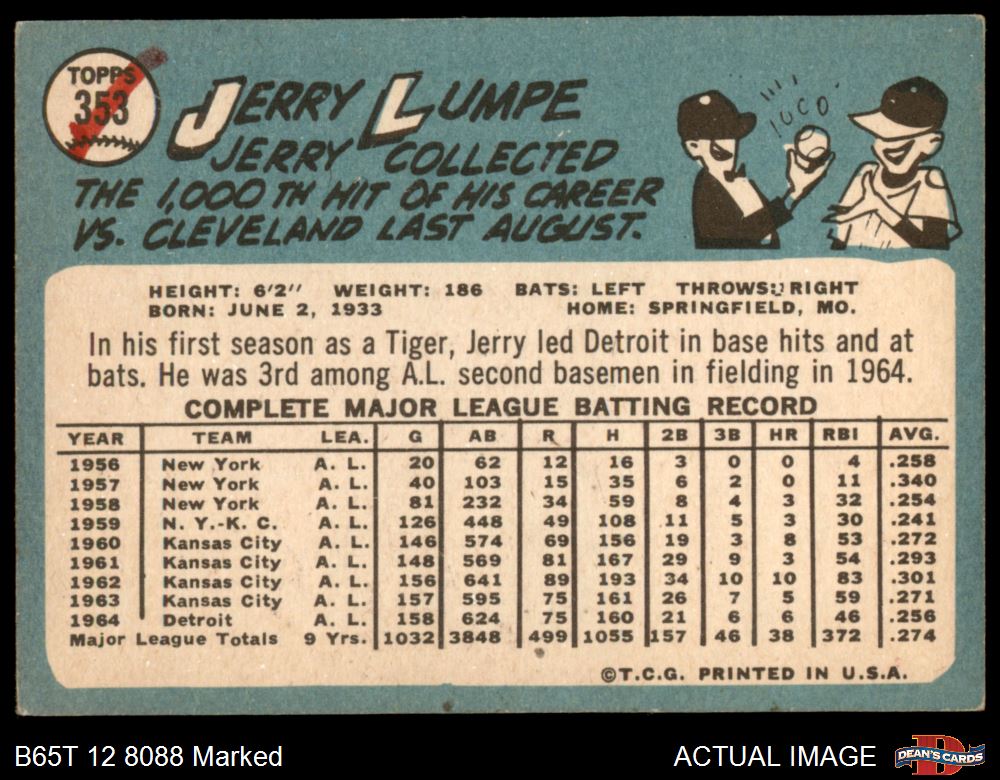 TOPPS
353
JERRY LUMPE
JERRY COLLECTED
THE 1,000 TH HIT OF HIS CAREER
VS. CLEVELAND LAST AUGUST.
HEIGHT: 6'2" WEIGHT: 186 BATS: LEFT THROWS: RIGHT
BORN: JUNE 2, 1933 HOME: SPRINGFIELD, MO.
In his first season as a Tiger, Jerry led Detroit in base hits and at
bats. He was 3rd among A.L. second basemen in fielding in 1964.
COMPLETE MAJOR LEAGUE BATTING RECORD
YEAR TEAM LEA. G AB R H 2B 3B HR RBI AVG.
1956 New York A. L. 20 62 12 16 3 0 0 4 .258
1957 New York A. L. 40 103 15 35 6 2 0 11 .340
1958 New York A. L. 81 232 34 59 8 4 3 32 .254
1959 N. Y.-K. C. A. L. 126 448 49 108 11 5 3 30 .241
1960 Kansas City A. L. 146 574 69 156 19 3 8 53 .272
1961 Kansas City A. L. 148 569 81 167 29 9 3 54 .293
1962 Kansas City A. L. 156 641 89 193 34 10 10 83 .301
1963 Kansas City A. L. 157 595 75 161 26 7 5 59 .271
1964 Detroit A. L. 158 624 75 160 21 6 6 46 .256
Major League Totals 9 Yrs. 1032 3848 499 1055 157 46 38 372 .274
©T.C.G. PRINTED IN U.S.A.
B65T 12 8088 Marked
ACTUAL IMAGE
DEAN'S CARDS